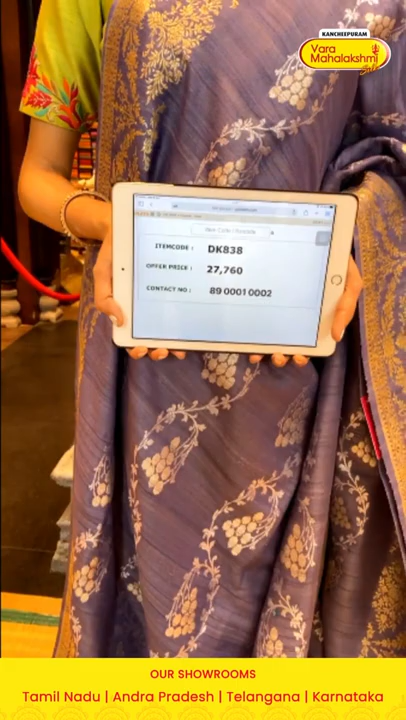 KANCHEEPURAM
Vara
Mahalakshmi
Silks
ITEMCODE : DK838
OFFER PRICE : 27,760
CONTACT NO : 89 0001 0002
OUR SHOWROOMS
Tamil Nadu | Andra Pradesh | Telangana | Karnataka